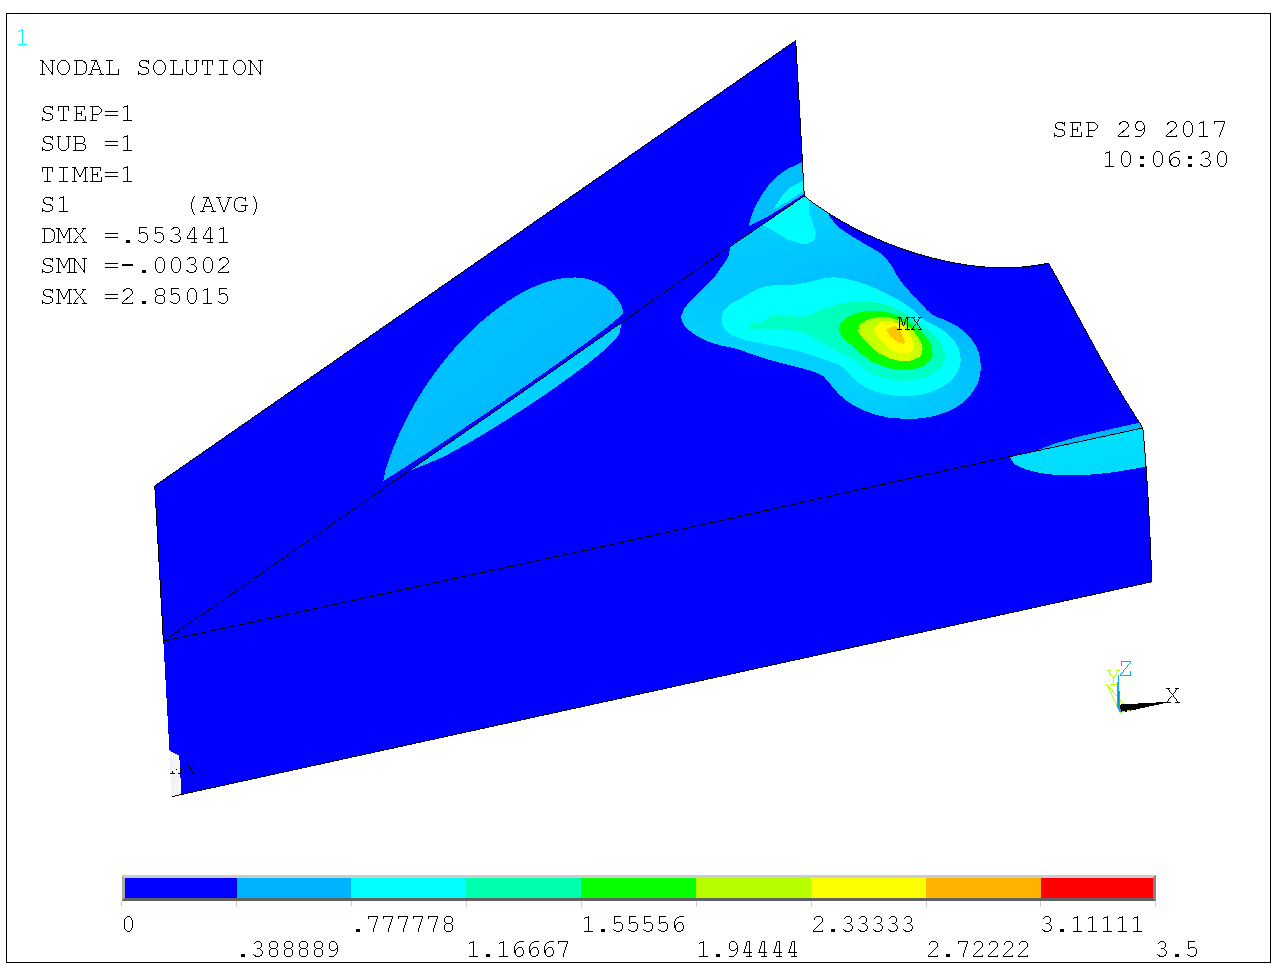 1
NODAL SOLUTION
STEP=1
SUB =1
TIME=1
S1 (AVG)
DMX =.553441
SMN =-.00302
SMX =2.85015
SEP 29 2017
10:06:30
MX
Z
Y
X
0 .777778 1.55556 2.33333 3.11111
.388889 1.16667 1.94444 2.72222 3.5